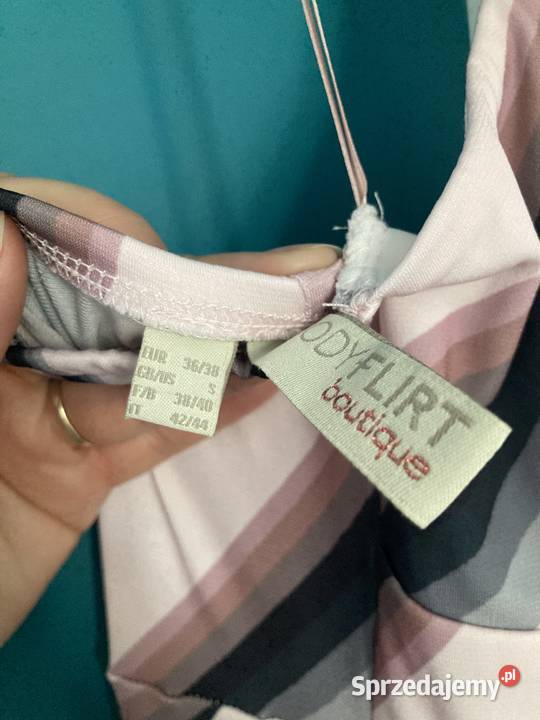 EUR 36/38
GB/US S
F/B 38/40
IT 42/44
ODYFLIRT
boutique
Sprzedajemy.pl